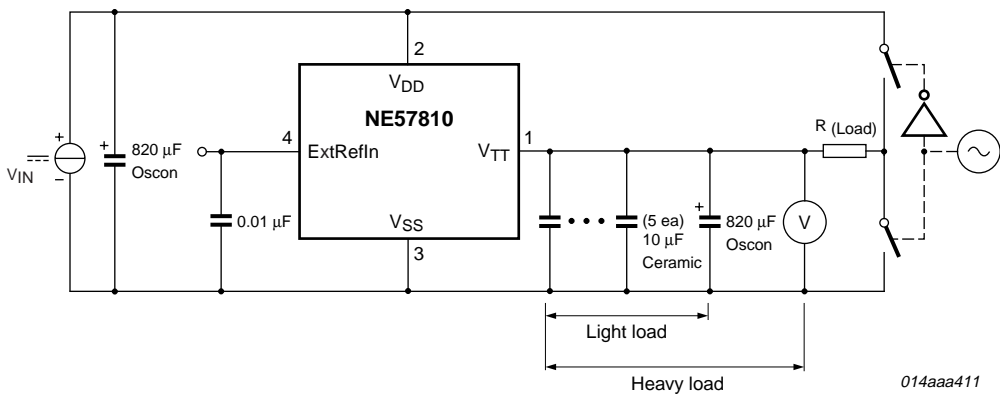 2
VDD
NE57810
4
1
ExtRefIn
VTT
R (Load)
+
VIN
−
+
820 μF
Oscon
0.01 μF
VSS
3
(5 ea)
10 μF
Ceramic
+
820 μF
Oscon
V
Light load
Heavy load
014aaa411